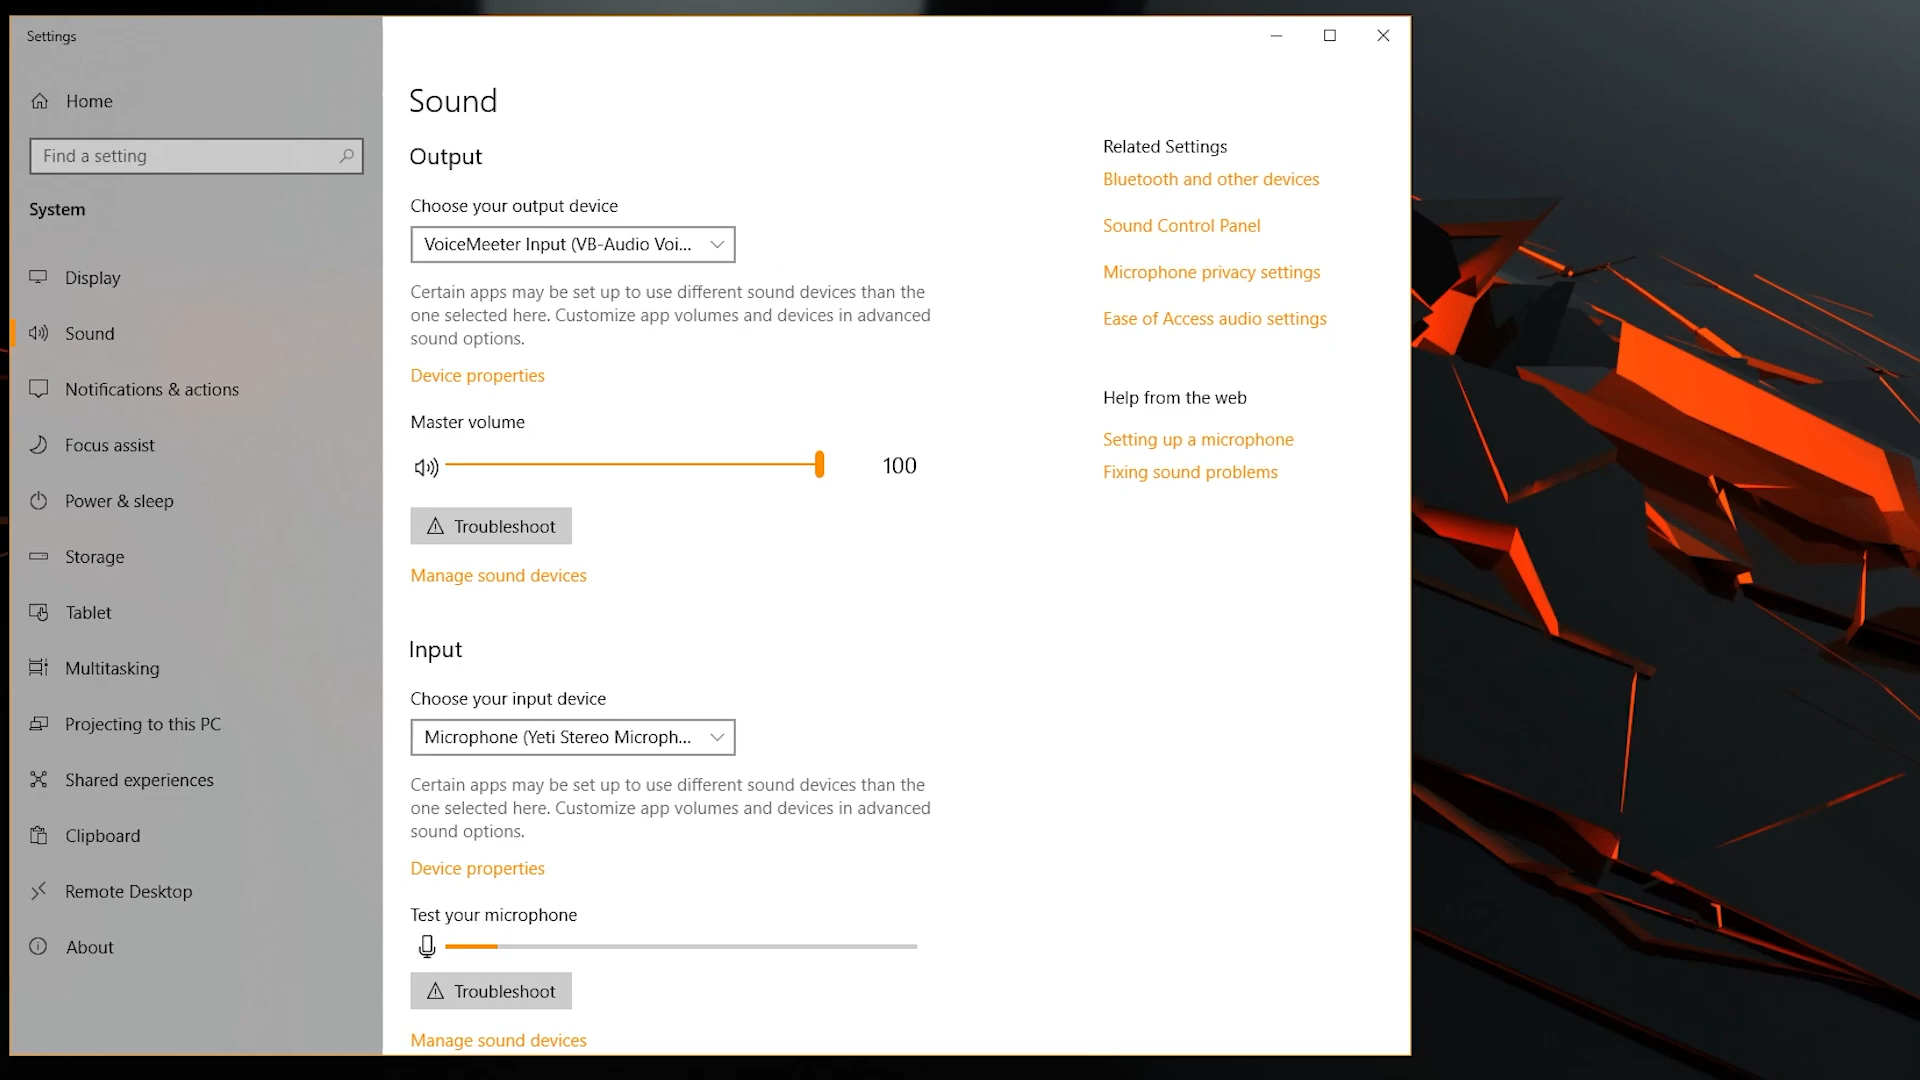 Settings
Home
Find a setting
System
Display
Sound
Notifications & actions
Focus assist
Power & sleep
Storage
Tablet
Multitasking
Projecting to this PC
Shared experiences
Clipboard
Remote Desktop
About
Sound
Output
Choose your output device
VoiceMeeter Input (VB-Audio Voi...
Certain apps may be set up to use different sound devices than the
one selected here. Customize app volumes and devices in advanced
sound options.
Device properties
Master volume
100
Troubleshoot
Manage sound devices
Input
Choose your input device
Microphone (Yeti Stereo Microph...
Certain apps may be set up to use different sound devices than the
one selected here. Customize app volumes and devices in advanced
sound options.
Device properties
Test your microphone
Troubleshoot
Manage sound devices
Related Settings
Bluetooth and other devices
Sound Control Panel
Microphone privacy settings
Ease of Access audio settings
Help from the web
Setting up a microphone
Fixing sound problems